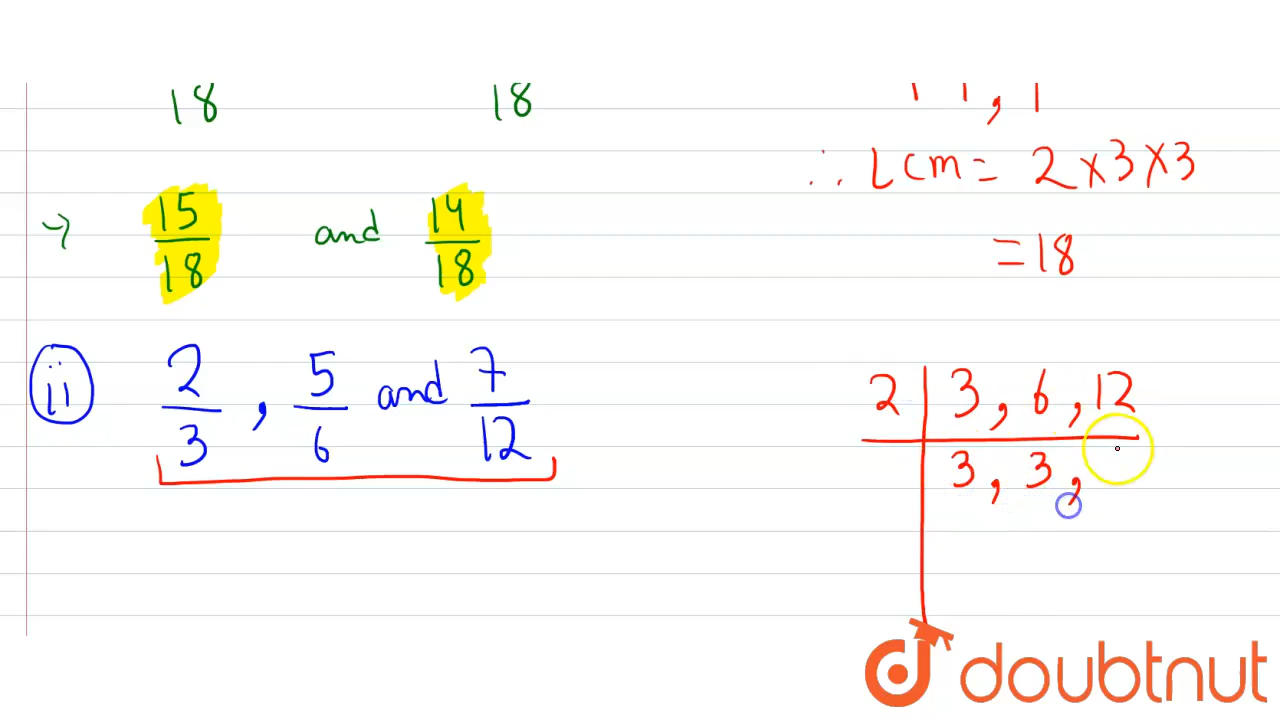 18 18
1 1 , 1
∴ LCM = 2×3×3
→ 15/18 and 14/18
= 18
ii 2/3 , 5/6 and 7/12
2 | 3 , 6 , 12
3 , 3 ,
doubtnut